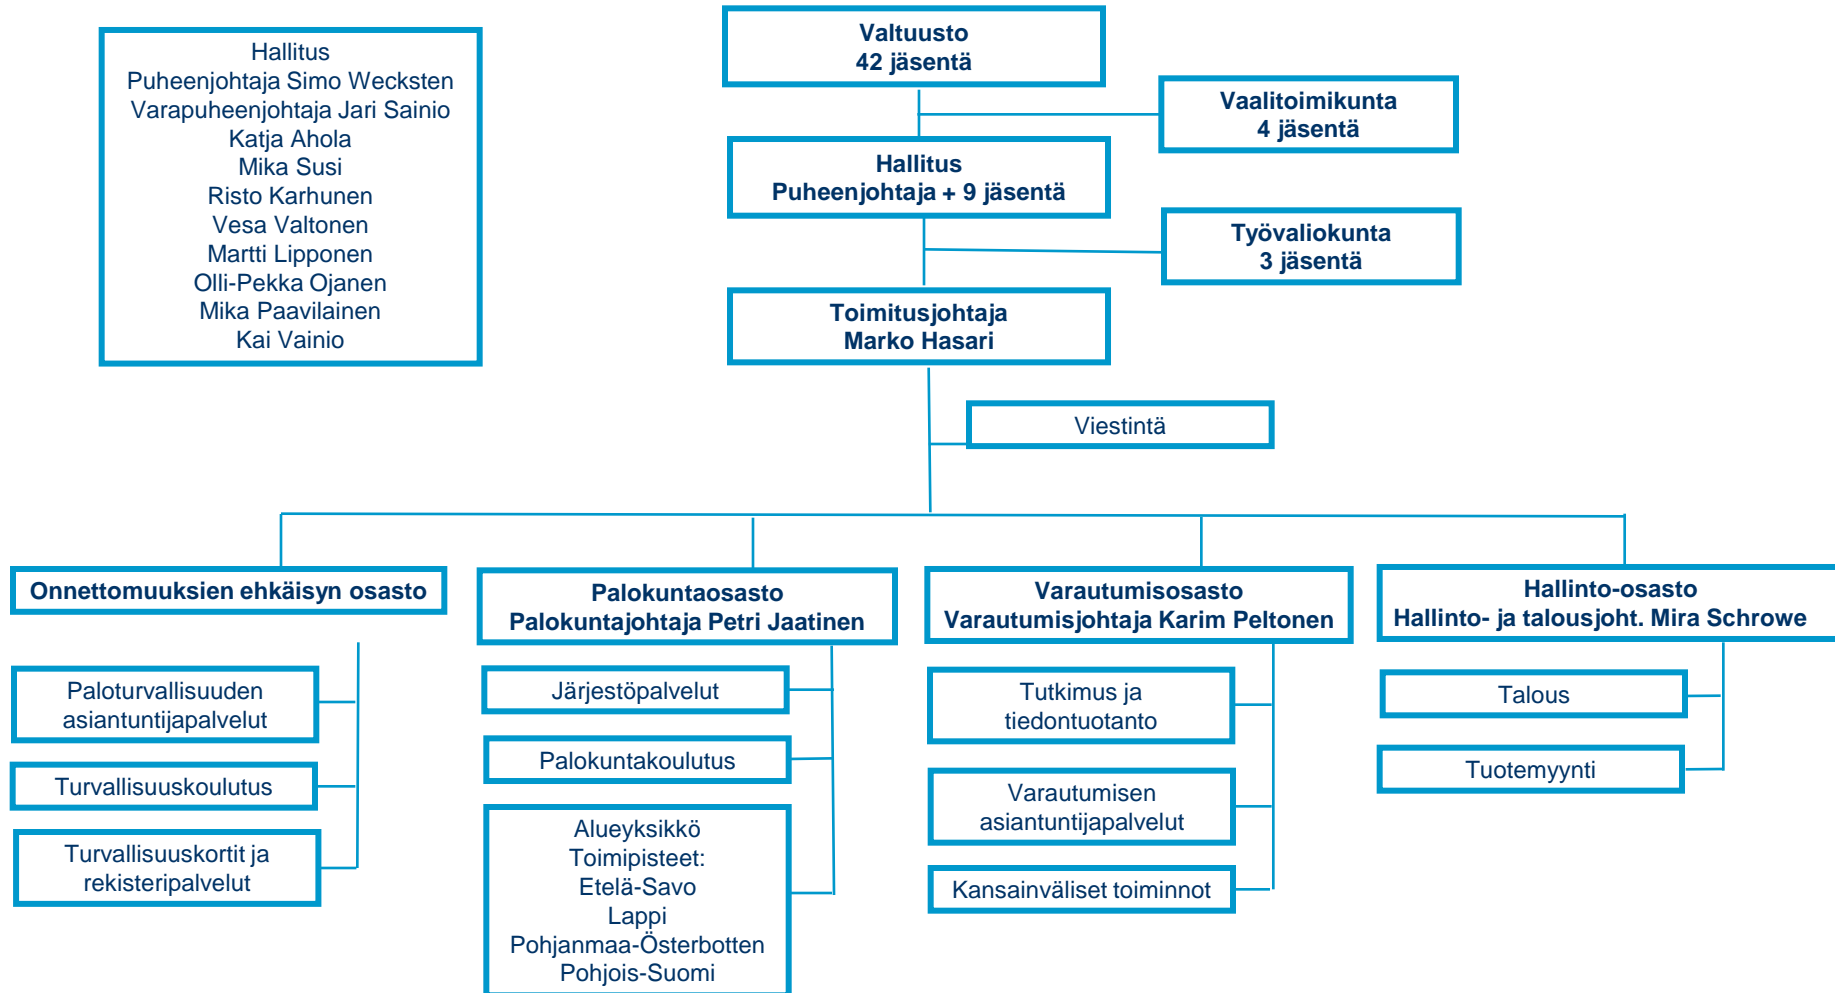 Hallitus
Puheenjohtaja Simo Wecksten
Varapuheenjohtaja Jari Sainio
Katja Ahola
Mika Susi
Risto Karhunen
Vesa Valtonen
Martti Lipponen
Olli-Pekka Ojanen
Mika Paavilainen
Kai Vainio
Valtuusto
42 jäsentä
Vaalitoimikunta
4 jäsentä
Hallitus
Puheenjohtaja + 9 jäsentä
Työvaliokunta
3 jäsentä
Toimitusjohtaja
Marko Hasari
Viestintä
Onnettomuuksien ehkäisyn osasto
Paloturvallisuuden
asiantuntijapalvelut
Turvallisuuskoulutus
Turvallisuuskortit ja
rekisteripalvelut
Palokuntaosasto
Palokuntajohtaja Petri Jaatinen
Järjestöpalvelut
Palokuntakoulutus
Alueyksikkö
Toimipisteet:
Etelä-Savo
Lappi
Pohjanmaa-Österbotten
Pohjois-Suomi
Varautumisosasto
Varautumisjohtaja Karim Peltonen
Tutkimus ja
tiedontuotanto
Varautumisen
asiantuntijapalvelut
Kansainväliset toiminnot
Hallinto-osasto
Hallinto- ja talousjoht. Mira Schrowe
Talous
Tuotemyynti